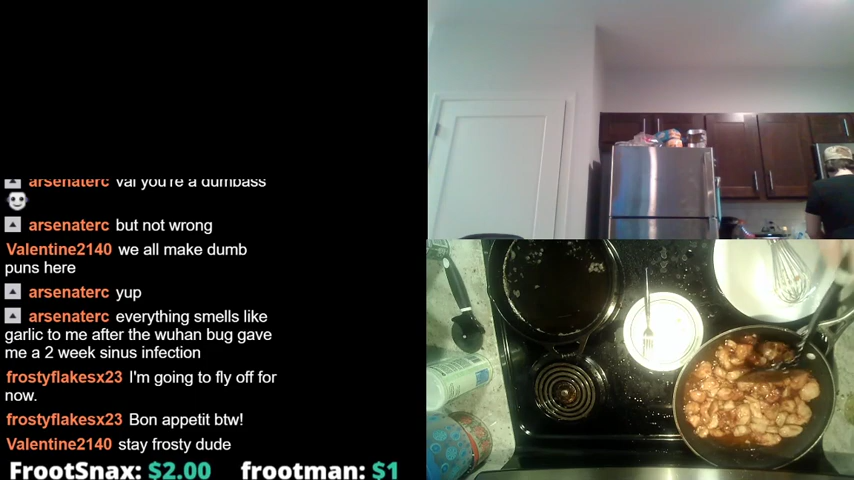 arsenaterc val you're a dumbass
arsenaterc but not wrong
Valentine2140 we all make dumb
puns here
arsenaterc yup
arsenaterc everything smells like
garlic to me after the wuhan bug gave
me a 2 week sinus infection
frostyflakesx23 I'm going to fly off for
now.
frostyflakesx23 Bon appetit btw!
Valentine2140 stay frosty dude
FrootSnax: $2.00 frootman: $1